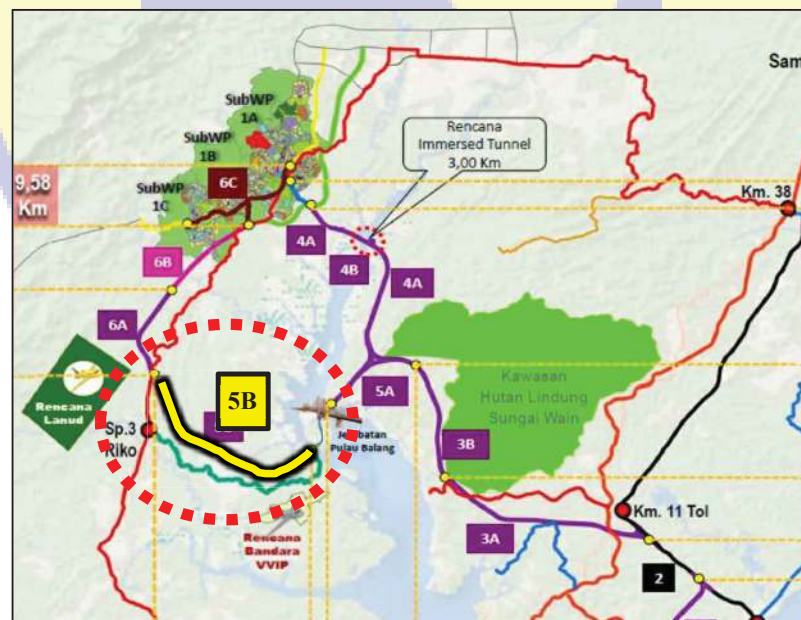 Sam
SubWP
1A
SubWP
1B
SubWP
1C
6C
Rencana
Immersed Tunnel
3,00 Km
9,58
Km
Km. 38
4A
4B
4A
6B
6A
Rencana
Lanud
5B
5A
Kawasan
Hutan Lindung
Sungai Wain
Sp.3
Riko
Jembatan
Pulau Balang
3B
Rencana
Bandara
VVIP
3A
Km. 11 Tol
2